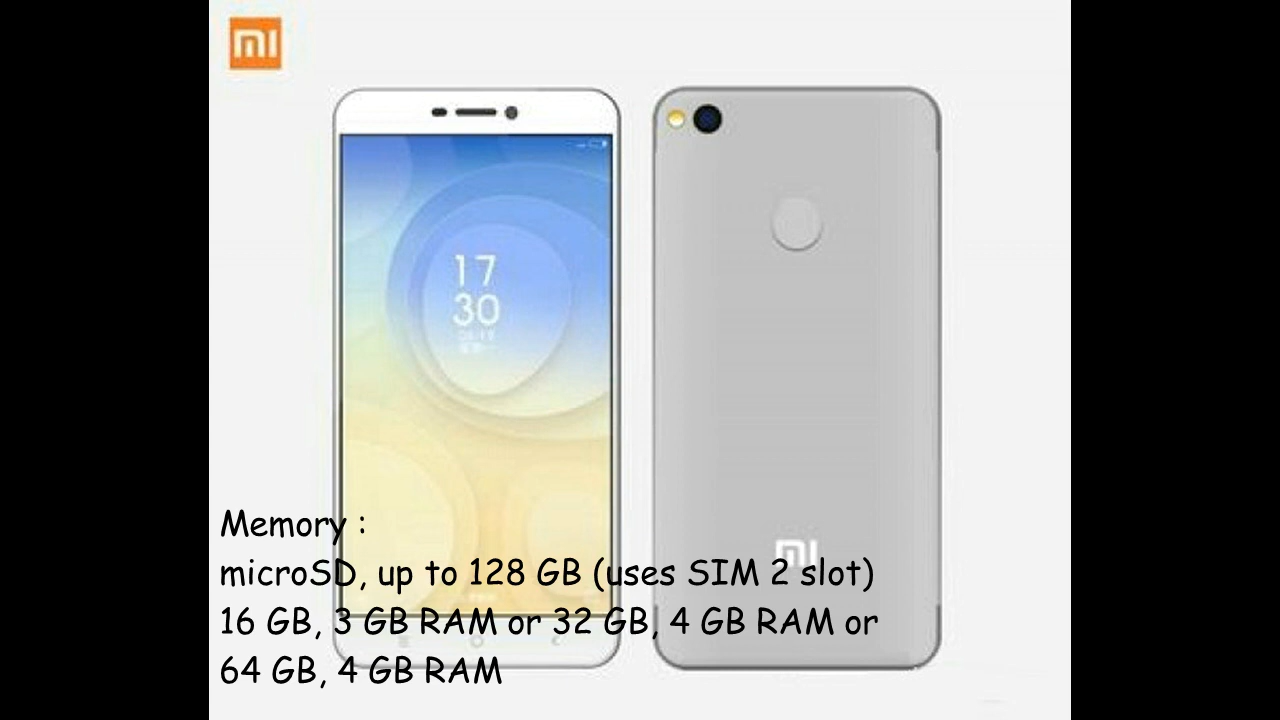 mi
17
30
mi
Memory :
microSD, up to 128 GB (uses SIM 2 slot)
16 GB, 3 GB RAM or 32 GB, 4 GB RAM or
64 GB, 4 GB RAM